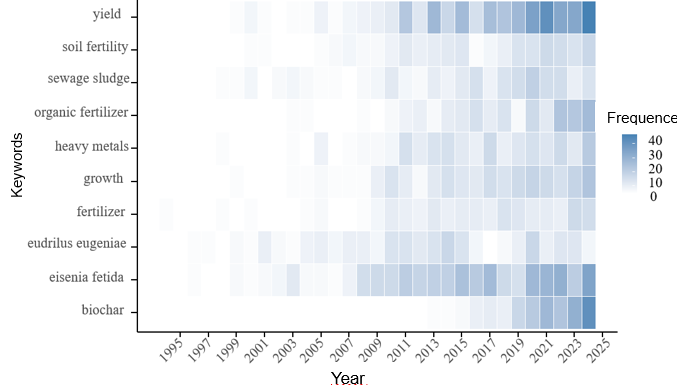 yield
soil fertility
sewage sludge
organic fertilizer
heavy metals
growth
fertilizer
eudrilus eugeniae
eisenia fetida
biochar
Keywords
1995 1997 1999 2001 2003 2005 2007 2009 2011 2013 2015 2017 2019 2021 2023 2025
Year
Frequence
40
30
20
10
0